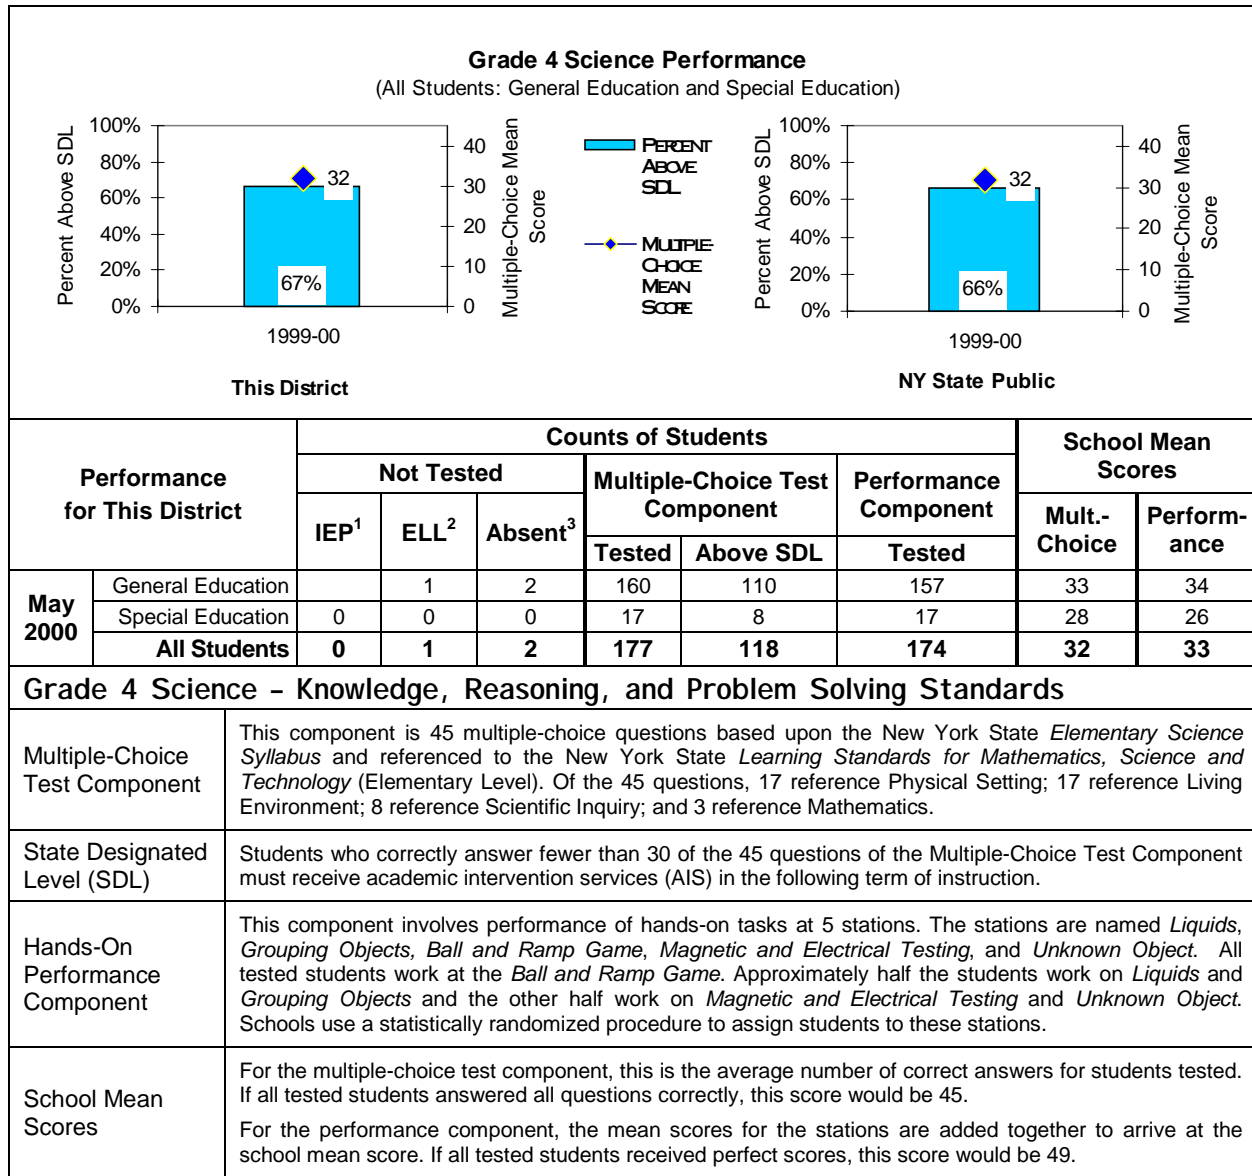 Grade 4 Science Performance
(All Students: General Education and Special Education)
Percent Above SDL
100%
80%
60%
40%
20%
0%
32
67%
1999-00
40
30
20
10
0
Multiple-Choice Mean Score
This District
PERCENT ABOVE SDL
MULTIPLE-CHOICE MEAN SCORE
Percent Above SDL
100%
80%
60%
40%
20%
0%
32
66%
1999-00
40
30
20
10
0
Multiple-Choice Mean Score
NY State Public
Performance for This District
Counts of Students
School Mean Scores
Not Tested
Multiple-Choice Test Component
Performance Component
Mult.-Choice
Perform-ance
IEP1 ELL2 Absent3 Tested Above SDL Tested
May 2000
General Education 1 2 160 110 157 33 34
Special Education 0 0 0 17 8 17 28 26
All Students 0 1 2 177 118 174 32 33
Grade 4 Science – Knowledge, Reasoning, and Problem Solving Standards
Multiple-Choice
Test Component
This component is 45 multiple-choice questions based upon the New York State Elementary Science
Syllabus and referenced to the New York State Learning Standards for Mathematics, Science and
Technology (Elementary Level). Of the 45 questions, 17 reference Physical Setting; 17 reference Living
Environment; 8 reference Scientific Inquiry; and 3 reference Mathematics.
State Designated
Level (SDL)
Students who correctly answer fewer than 30 of the 45 questions of the Multiple-Choice Test Component
must receive academic intervention services (AIS) in the following term of instruction.
Hands-On
Performance
Component
This component involves performance of hands-on tasks at 5 stations. The stations are named Liquids,
Grouping Objects, Ball and Ramp Game, Magnetic and Electrical Testing, and Unknown Object. All
tested students work at the Ball and Ramp Game. Approximately half the students work on Liquids and
Grouping Objects and the other half work on Magnetic and Electrical Testing and Unknown Object.
Schools use a statistically randomized procedure to assign students to these stations.
School Mean
Scores
For the multiple-choice test component, this is the average number of correct answers for students tested.
If all tested students answered all questions correctly, this score would be 45.
For the performance component, the mean scores for the stations are added together to arrive at the
school mean score. If all tested students received perfect scores, this score would be 49.